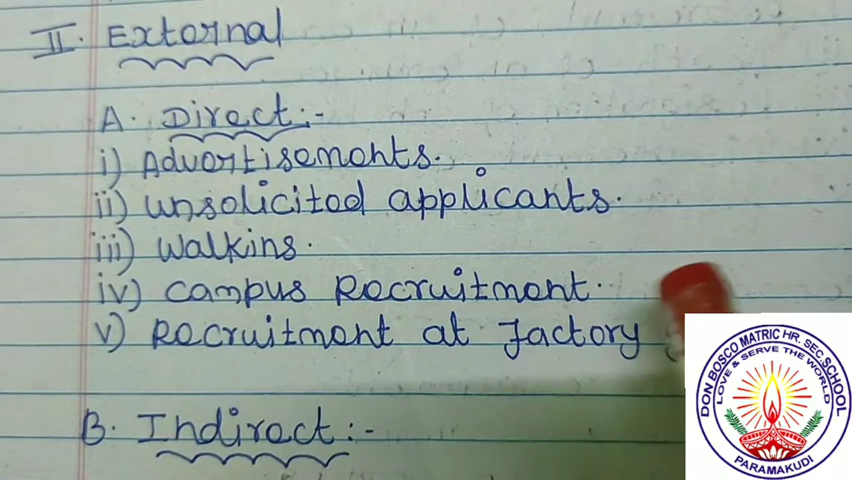 II. External
A. Direct:-
i) Advertisements.
ii) unsolicited applicants.
iii) Walkins.
iv) campus Recruitment.
v) Recruitment at Factory
B. Indirect:-
DON BOSCO MATRIC HR. SEC. SCHOOL
LOVE & SERVE THE WORLD
PARAMAKUDI